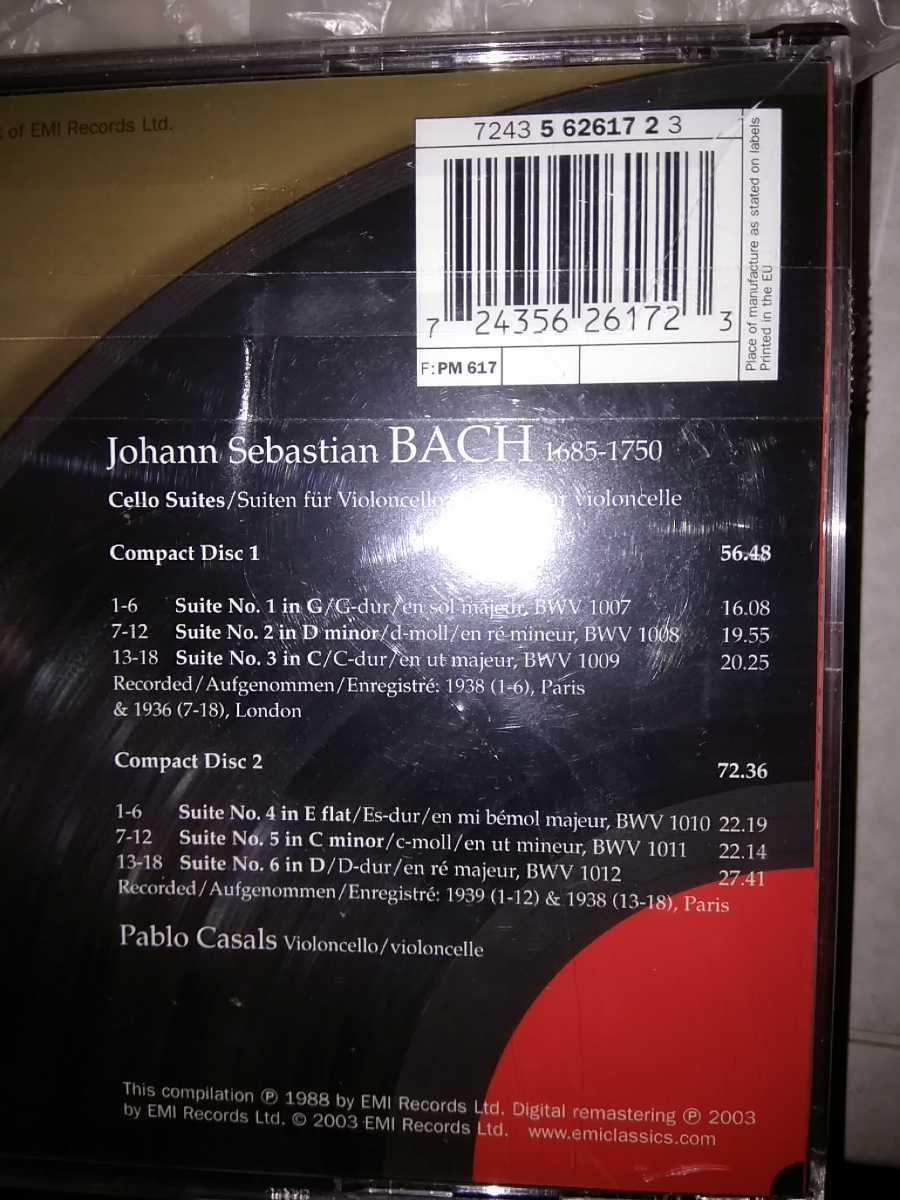 of EMI Records Ltd.
7243 5 62617 2 3
7 24356 26172 3
F: PM 617
Place of manufacture as stated on labels
Printed in the EU
Johann Sebastian BACH 1685-1750
Cello Suites/Suiten für Violoncello violoncelle
Compact Disc 1 56.48
1-6 Suite No. 1 in G/G-dur/en sol majeur, BWV 1007 16.08
7-12 Suite No. 2 in D minor/d-moll/en ré mineur, BWV 1008 19.55
13-18 Suite No. 3 in C/C-dur/en ut majeur, BWV 1009 20.25
Recorded/Aufgenommen/Enregistré: 1938 (1-6), Paris
& 1936 (7-18), London
Compact Disc 2 72.36
1-6 Suite No. 4 in E flat/Es-dur/en mi bémol majeur, BWV 1010 22.19
7-12 Suite No. 5 in C minor/c-moll/en ut mineur, BWV 1011 22.14
13-18 Suite No. 6 in D/D-dur/en ré majeur, BWV 1012 27.41
Recorded/Aufgenommen/Enregistré: 1939 (1-12) & 1938 (13-18), Paris
Pablo Casals Violoncello/violoncelle
This compilation ℗ 1988 by EMI Records Ltd. Digital remastering ℗ 2003
by EMI Records Ltd. © 2003 EMI Records Ltd. www.emiclassics.com